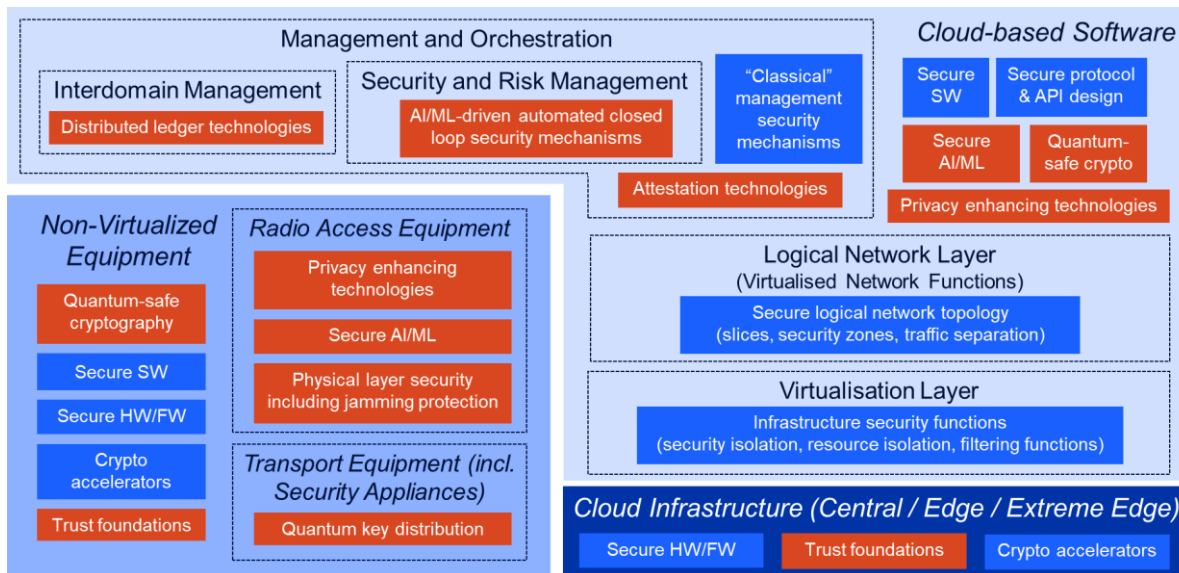 Management and Orchestration
Interdomain Management
Distributed ledger technologies
Security and Risk Management
AI/ML-driven automated closed
loop security mechanisms
“Classical”
management
security
mechanisms
Attestation technologies
Cloud-based Software
Secure
SW
Secure protocol
& API design
Secure
AI/ML
Quantum-
safe crypto
Privacy enhancing technologies
Non-Virtualized
Equipment
Quantum-safe
cryptography
Secure SW
Secure HW/FW
Crypto
accelerators
Trust foundations
Radio Access Equipment
Privacy enhancing
technologies
Secure AI/ML
Physical layer security
including jamming protection
Transport Equipment (incl.
Security Appliances)
Quantum key distribution
Logical Network Layer
(Virtualised Network Functions)
Secure logical network topology
(slices, security zones, traffic separation)
Virtualisation Layer
Infrastructure security functions
(security isolation, resource isolation, filtering functions)
Cloud Infrastructure (Central / Edge / Extreme Edge)
Secure HW/FW
Trust foundations
Crypto accelerators